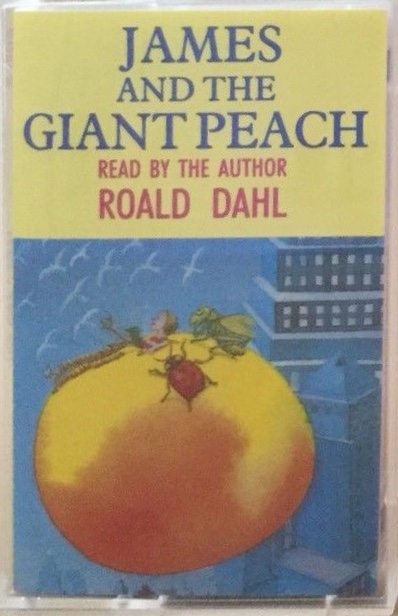 JAMES
AND THE
GIANT PEACH
READ BY THE AUTHOR
ROALD DAHL